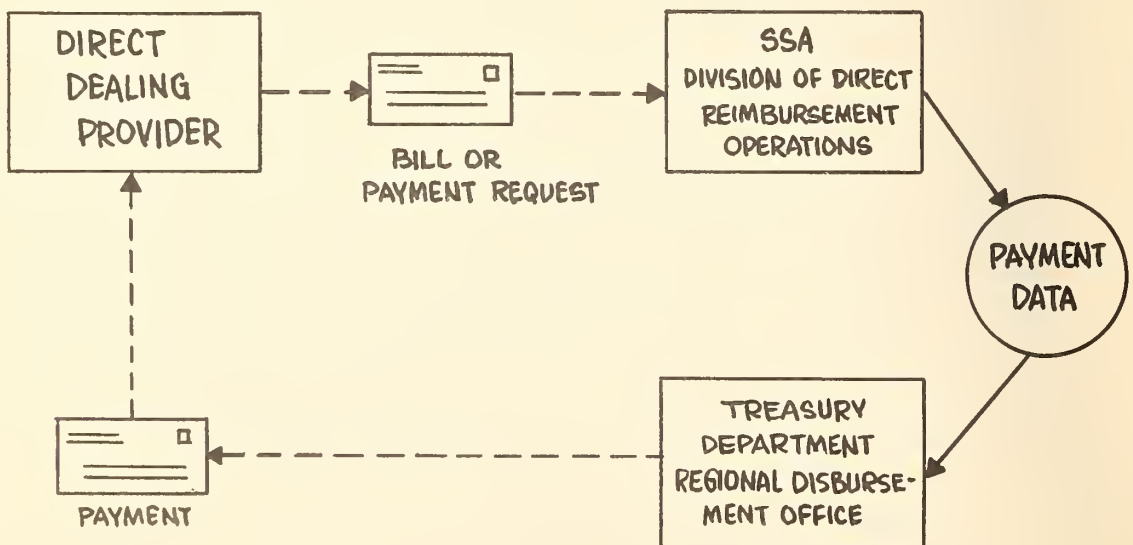 DIRECT
DEALING
PROVIDER
BILL OR
PAYMENT REQUEST
SSA
DIVISION OF DIRECT
REIMBURSEMENT
OPERATIONS
PAYMENT
DATA
TREASURY
DEPARTMENT
REGIONAL DISBURSE-
MENT OFFICE
PAYMENT